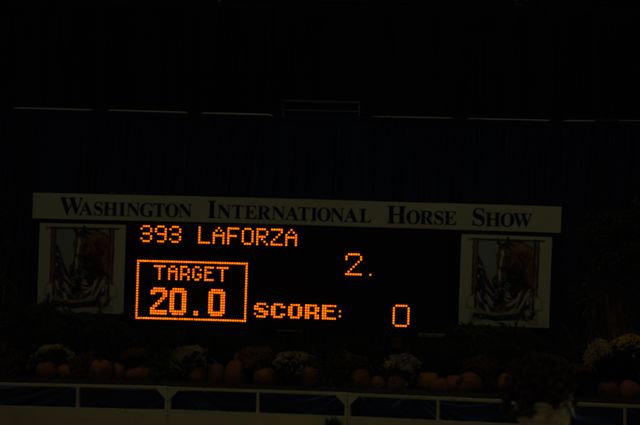 WASHINGTON INTERNATIONAL HORSE SHOW
393 LAFORZA
2.
TARGET
20.0
SCORE: 0